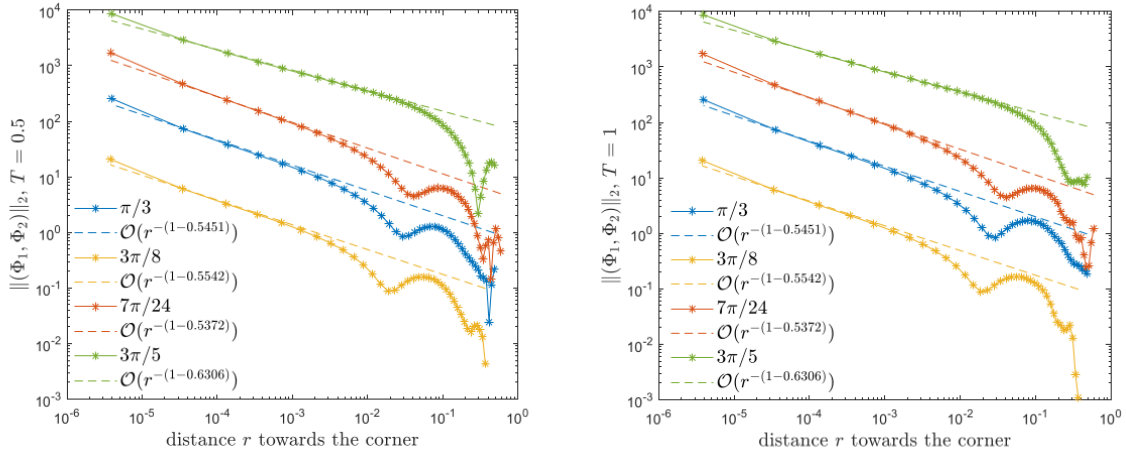 10^4
10^3
10^2
10^1
10^0
10^-1
10^-2
10^-3
‖(Φ₁, Φ₂)‖₂, T = 0.5
π/3
𝒪(r^-(1-0.5451))
3π/8
𝒪(r^-(1-0.5542))
7π/24
𝒪(r^-(1-0.5372))
3π/5
𝒪(r^-(1-0.6306))
10^-6 10^-5 10^-4 10^-3 10^-2 10^-1 10^0
distance r towards the corner
10^4
10^3
10^2
10^1
10^0
10^-1
10^-2
10^-3
‖(Φ₁, Φ₂)‖₂, T = 1
π/3
𝒪(r^-(1-0.5451))
3π/8
𝒪(r^-(1-0.5542))
7π/24
𝒪(r^-(1-0.5372))
3π/5
𝒪(r^-(1-0.6306))
10^-6 10^-5 10^-4 10^-3 10^-2 10^-1 10^0
distance r towards the corner